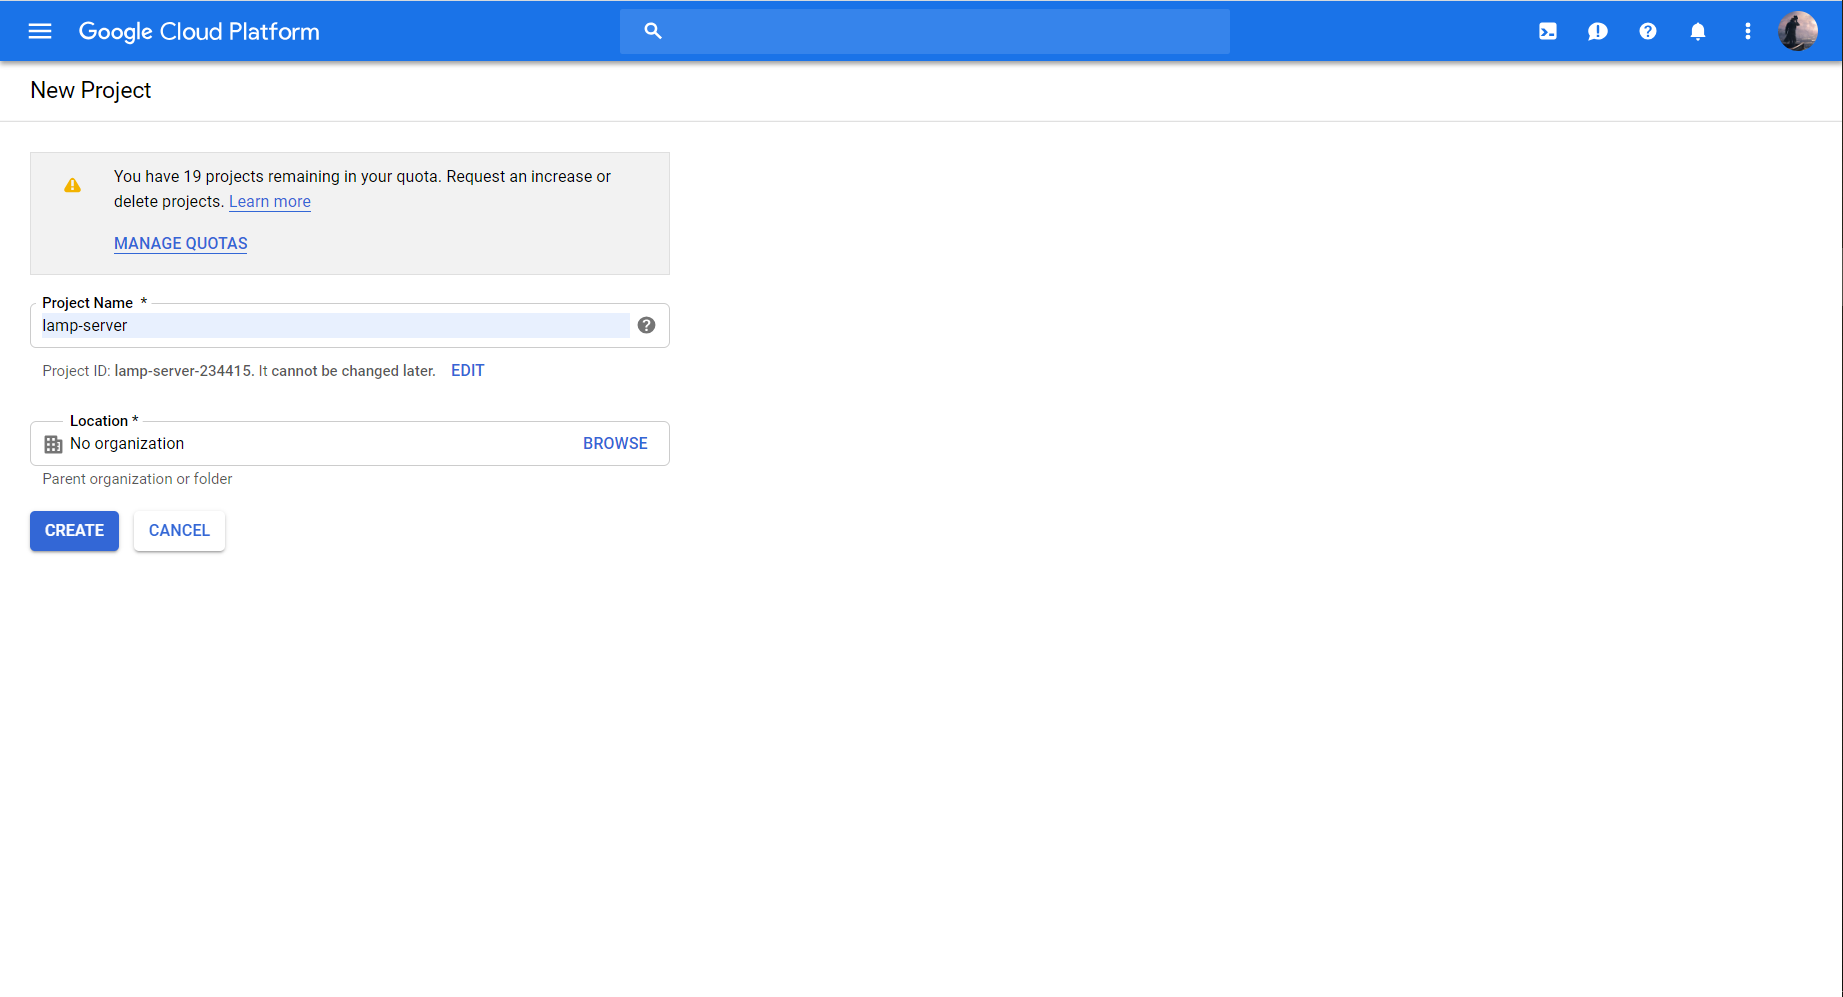 Google Cloud Platform
New Project
You have 19 projects remaining in your quota. Request an increase or
delete projects. Learn more
MANAGE QUOTAS
Project Name *
lamp-server
Project ID: lamp-server-234415. It cannot be changed later. EDIT
Location *
No organization BROWSE
Parent organization or folder
CREATE CANCEL